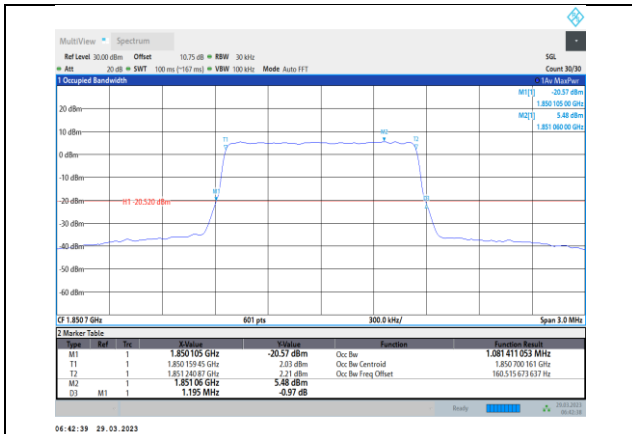 MultiView Spectrum
Ref Level 30.00 dBm Offset 10.75 dB RBW 30 kHz SGL
Att 20 dB SWT 100 ms (~167 ms) VBW 100 kHz Mode Auto FFT Count 30/30
1 Occupied Bandwidth 1Av MaxPwr
M1[1] -20.57 dBm
1.850 105 00 GHz
M2[1] 5.48 dBm
1.851 060 00 GHz
20 dBm
10 dBm
T1 M2 T2
0 dBm
-10 dBm
M1
-20 dBm
H1 -20.520 dBm
-30 dBm
-40 dBm
-50 dBm
-60 dBm
CF 1.850 7 GHz 601 pts 300.0 kHz/ Span 3.0 MHz
2 Marker Table
Type Ref Trc X-Value Y-Value Function Function Result
M1 1 1.850 105 GHz -20.57 dBm Occ Bw 1.081 411 053 MHz
T1 1 1.850 159 45 GHz 2.03 dBm Occ Bw Centroid 1.850 700 161 GHz
T2 1 1.851 240 87 GHz 2.21 dBm Occ Bw Freq Offset 160.515 673 637 Hz
M2 1 1.851 06 GHz 5.48 dBm
D3 M1 1 1.195 MHz -0.97 dB
Ready 29.03.2023
06:42:39
06:42:39 29.03.2023